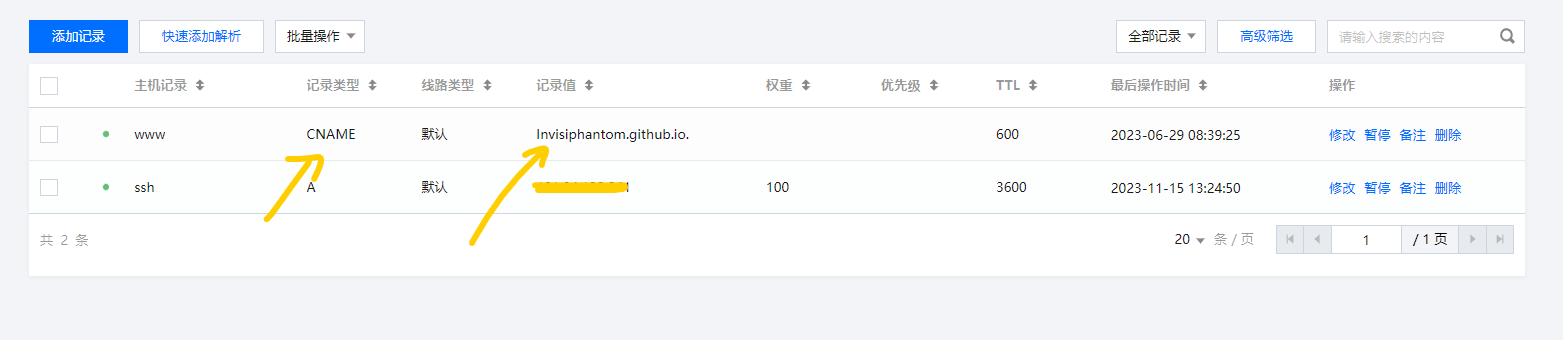 添加记录 快速添加解析 批量操作 全部记录 高级筛选 请输入搜索的内容
主机记录 记录类型 线路类型 记录值 权重 优先级 TTL 最后操作时间 操作
www CNAME 默认 Invisiphantom.github.io. 600 2023-06-29 08:39:25 修改 暂停 备注 删除
ssh A 默认 100 3600 2023-11-15 13:24:50 修改 暂停 备注 删除
共 2 条 20 条 / 页 1 / 1 页